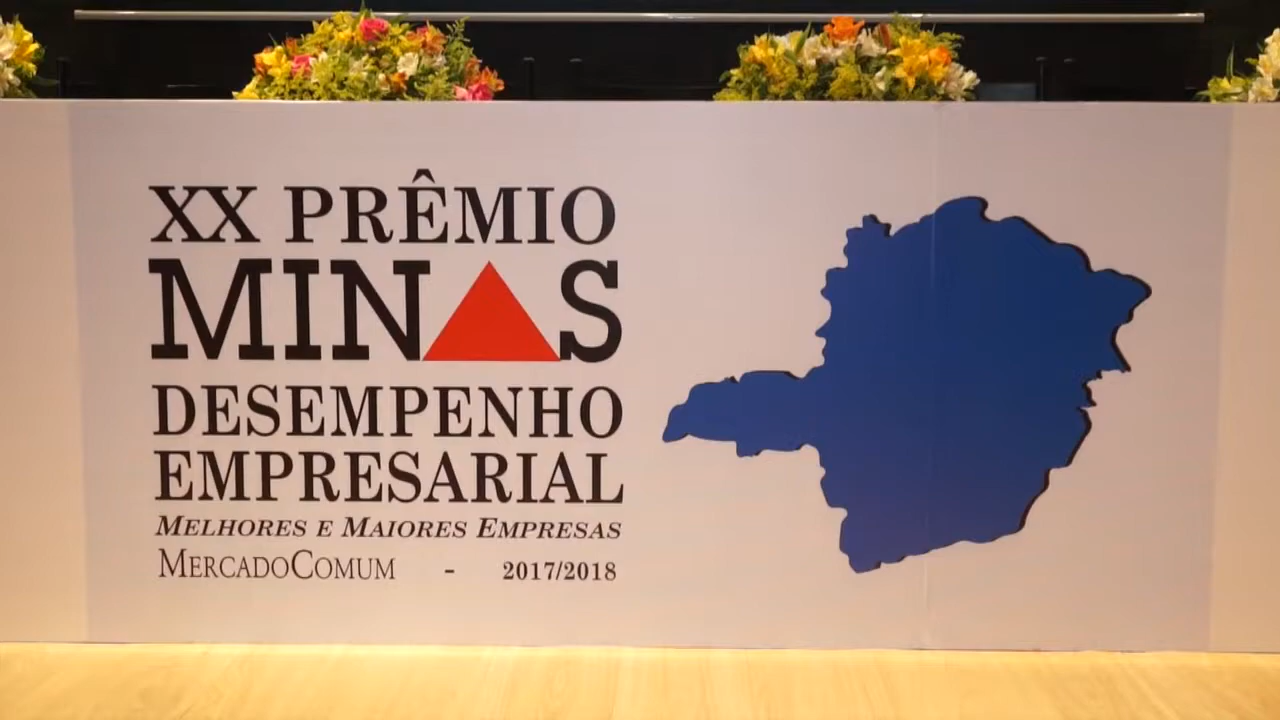 XX PRÊMIO
MINAS
DESEMPENHO
EMPRESARIAL
MELHORES E MAIORES EMPRESAS
MERCADOCOMUM - 2017/2018